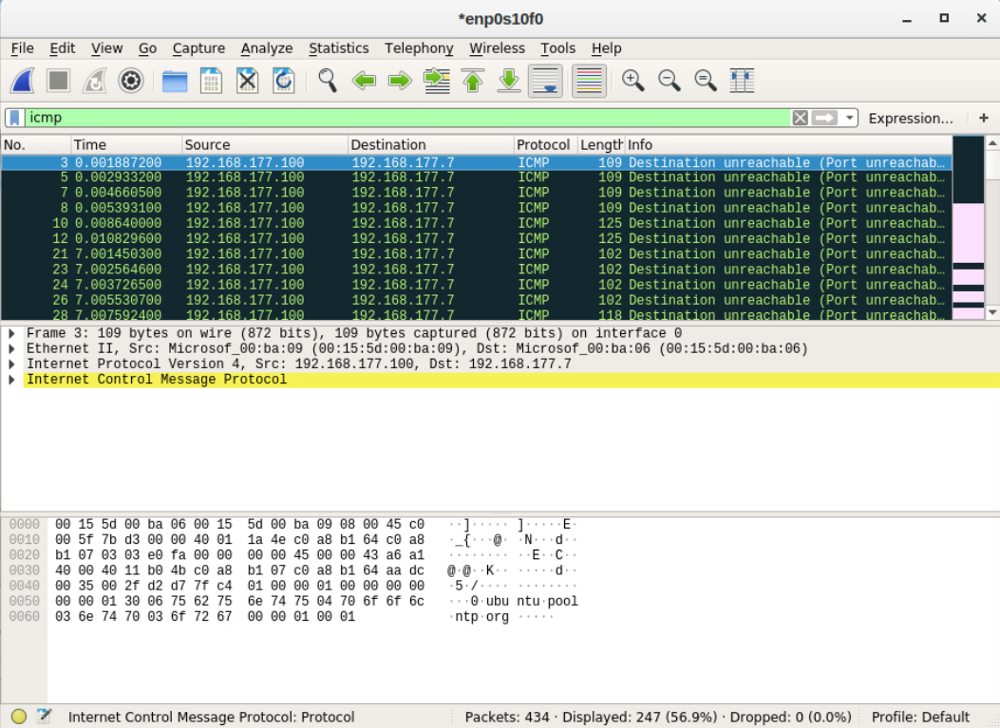 *enp0s10f0
File Edit View Go Capture Analyze Statistics Telephony Wireless Tools Help
icmp Expression… +
No. Time Source Destination Protocol Length Info
3 0.001887200 192.168.177.100 192.168.177.7 ICMP 109 Destination unreachable (Port unreachab…
5 0.002933200 192.168.177.100 192.168.177.7 ICMP 109 Destination unreachable (Port unreachab…
7 0.004660500 192.168.177.100 192.168.177.7 ICMP 109 Destination unreachable (Port unreachab…
8 0.005393100 192.168.177.100 192.168.177.7 ICMP 109 Destination unreachable (Port unreachab…
10 0.008640000 192.168.177.100 192.168.177.7 ICMP 125 Destination unreachable (Port unreachab…
12 0.010829600 192.168.177.100 192.168.177.7 ICMP 125 Destination unreachable (Port unreachab…
21 7.001450300 192.168.177.100 192.168.177.7 ICMP 102 Destination unreachable (Port unreachab…
23 7.002564600 192.168.177.100 192.168.177.7 ICMP 102 Destination unreachable (Port unreachab…
24 7.003726500 192.168.177.100 192.168.177.7 ICMP 102 Destination unreachable (Port unreachab…
26 7.005530700 192.168.177.100 192.168.177.7 ICMP 102 Destination unreachable (Port unreachab…
28 7.007592400 192.168.177.100 192.168.177.7 ICMP 118 Destination unreachable (Port unreachab…
Frame 3: 109 bytes on wire (872 bits), 109 bytes captured (872 bits) on interface 0
Ethernet II, Src: Microsof_00:ba:09 (00:15:5d:00:ba:09), Dst: Microsof_00:ba:06 (00:15:5d:00:ba:06)
Internet Protocol Version 4, Src: 192.168.177.100, Dst: 192.168.177.7
Internet Control Message Protocol
0000 00 15 5d 00 ba 06 00 15 5d 00 ba 09 08 00 45 c0 ··]····· ]·····E·
0010 00 5f 7b d3 00 00 40 01 1a 4e c0 a8 b1 64 c0 a8 ·_{···@· ·N···d··
0020 b1 07 03 03 e0 fa 00 00 00 00 45 00 00 43 a6 a1 ········ ··E··C··
0030 40 00 40 11 b0 4b c0 a8 b1 07 c0 a8 b1 64 aa dc @·@··K·· ·····d··
0040 00 35 00 2f d2 d7 7f c4 01 00 00 01 00 00 00 00 ·5·/···· ········
0050 00 00 01 30 06 75 62 75 6e 74 75 04 70 6f 6f 6c ···0·ubu ntu·pool
0060 03 6e 74 70 03 6f 72 67 00 00 01 00 01 ·ntp·org ·····
Internet Control Message Protocol: Protocol Packets: 434 · Displayed: 247 (56.9%) · Dropped: 0 (0.0%) Profile: Default